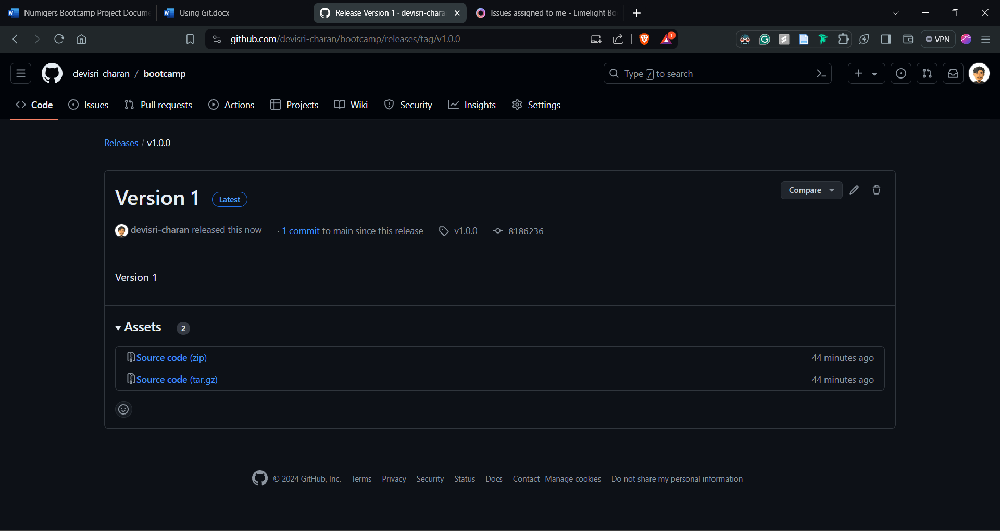 Numiqers Bootcamp Project Docum
Using Git.docx
Release Version 1 · devisri-chara
Issues assigned to me - Limelight Bo
github.com/devisri-charan/bootcamp/releases/tag/v1.0.0
1
VPN
devisri-charan / bootcamp
Type / to search
Code
Issues
Pull requests
Actions
Projects
Wiki
Security
Insights
Settings
Releases / v1.0.0
Version 1
Latest
Compare
devisri-charan released this now
· 1 commit to main since this release
v1.0.0
8186236
Version 1
Assets 2
Source code (zip)
44 minutes ago
Source code (tar.gz)
44 minutes ago
© 2024 GitHub, Inc.
Terms
Privacy
Security
Status
Docs
Contact
Manage cookies
Do not share my personal information